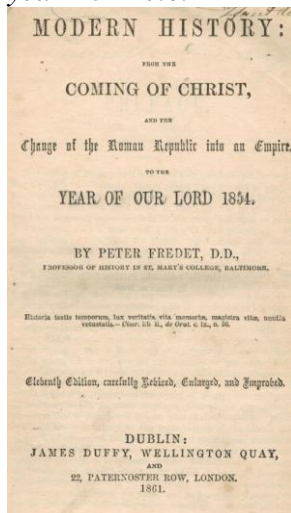 MODERN HISTORY:
FROM THE
COMING OF CHRIST,
AND THE
Change of the Roman Republic into an Empire,
TO THE
YEAR OF OUR LORD 1854.
BY PETER FREDET, D.D.,
PROFESSOR OF HISTORY IN ST. MARY'S COLLEGE, BALTIMORE.
Historia testis temporum, lux veritatis, vita memoriæ, magistra vitæ, nuntia
vetustatis.—Cicer. lib ii., de Orat. c. ix., n. 36.
Eleventh Edition, carefully Revised, Enlarged, and Improved.
DUBLIN:
JAMES DUFFY, WELLINGTON QUAY,
AND
22, PATERNOSTER ROW, LONDON.
1861.